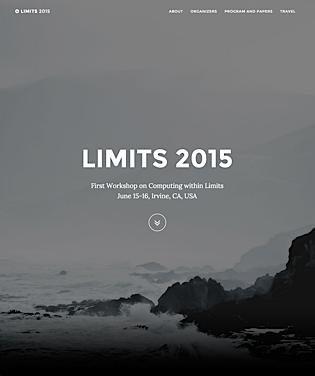 LIMITS 2015
ABOUT ORGANIZERS PROGRAM AND PAPERS TRAVEL
LIMITS 2015
First Workshop on Computing within Limits
June 15-16, Irvine, CA, USA